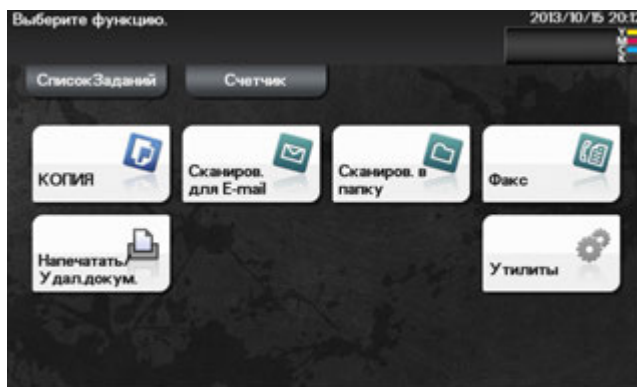 Выберите функцию.
2013/10/15 20:12
Y
M
C
K
СписокЗаданий
Счетчик
КОПИЯ
Сканиров.
для E-mail
Сканиров. в
папку
Факс
Напечатать/
Удал.докум.
Утилиты